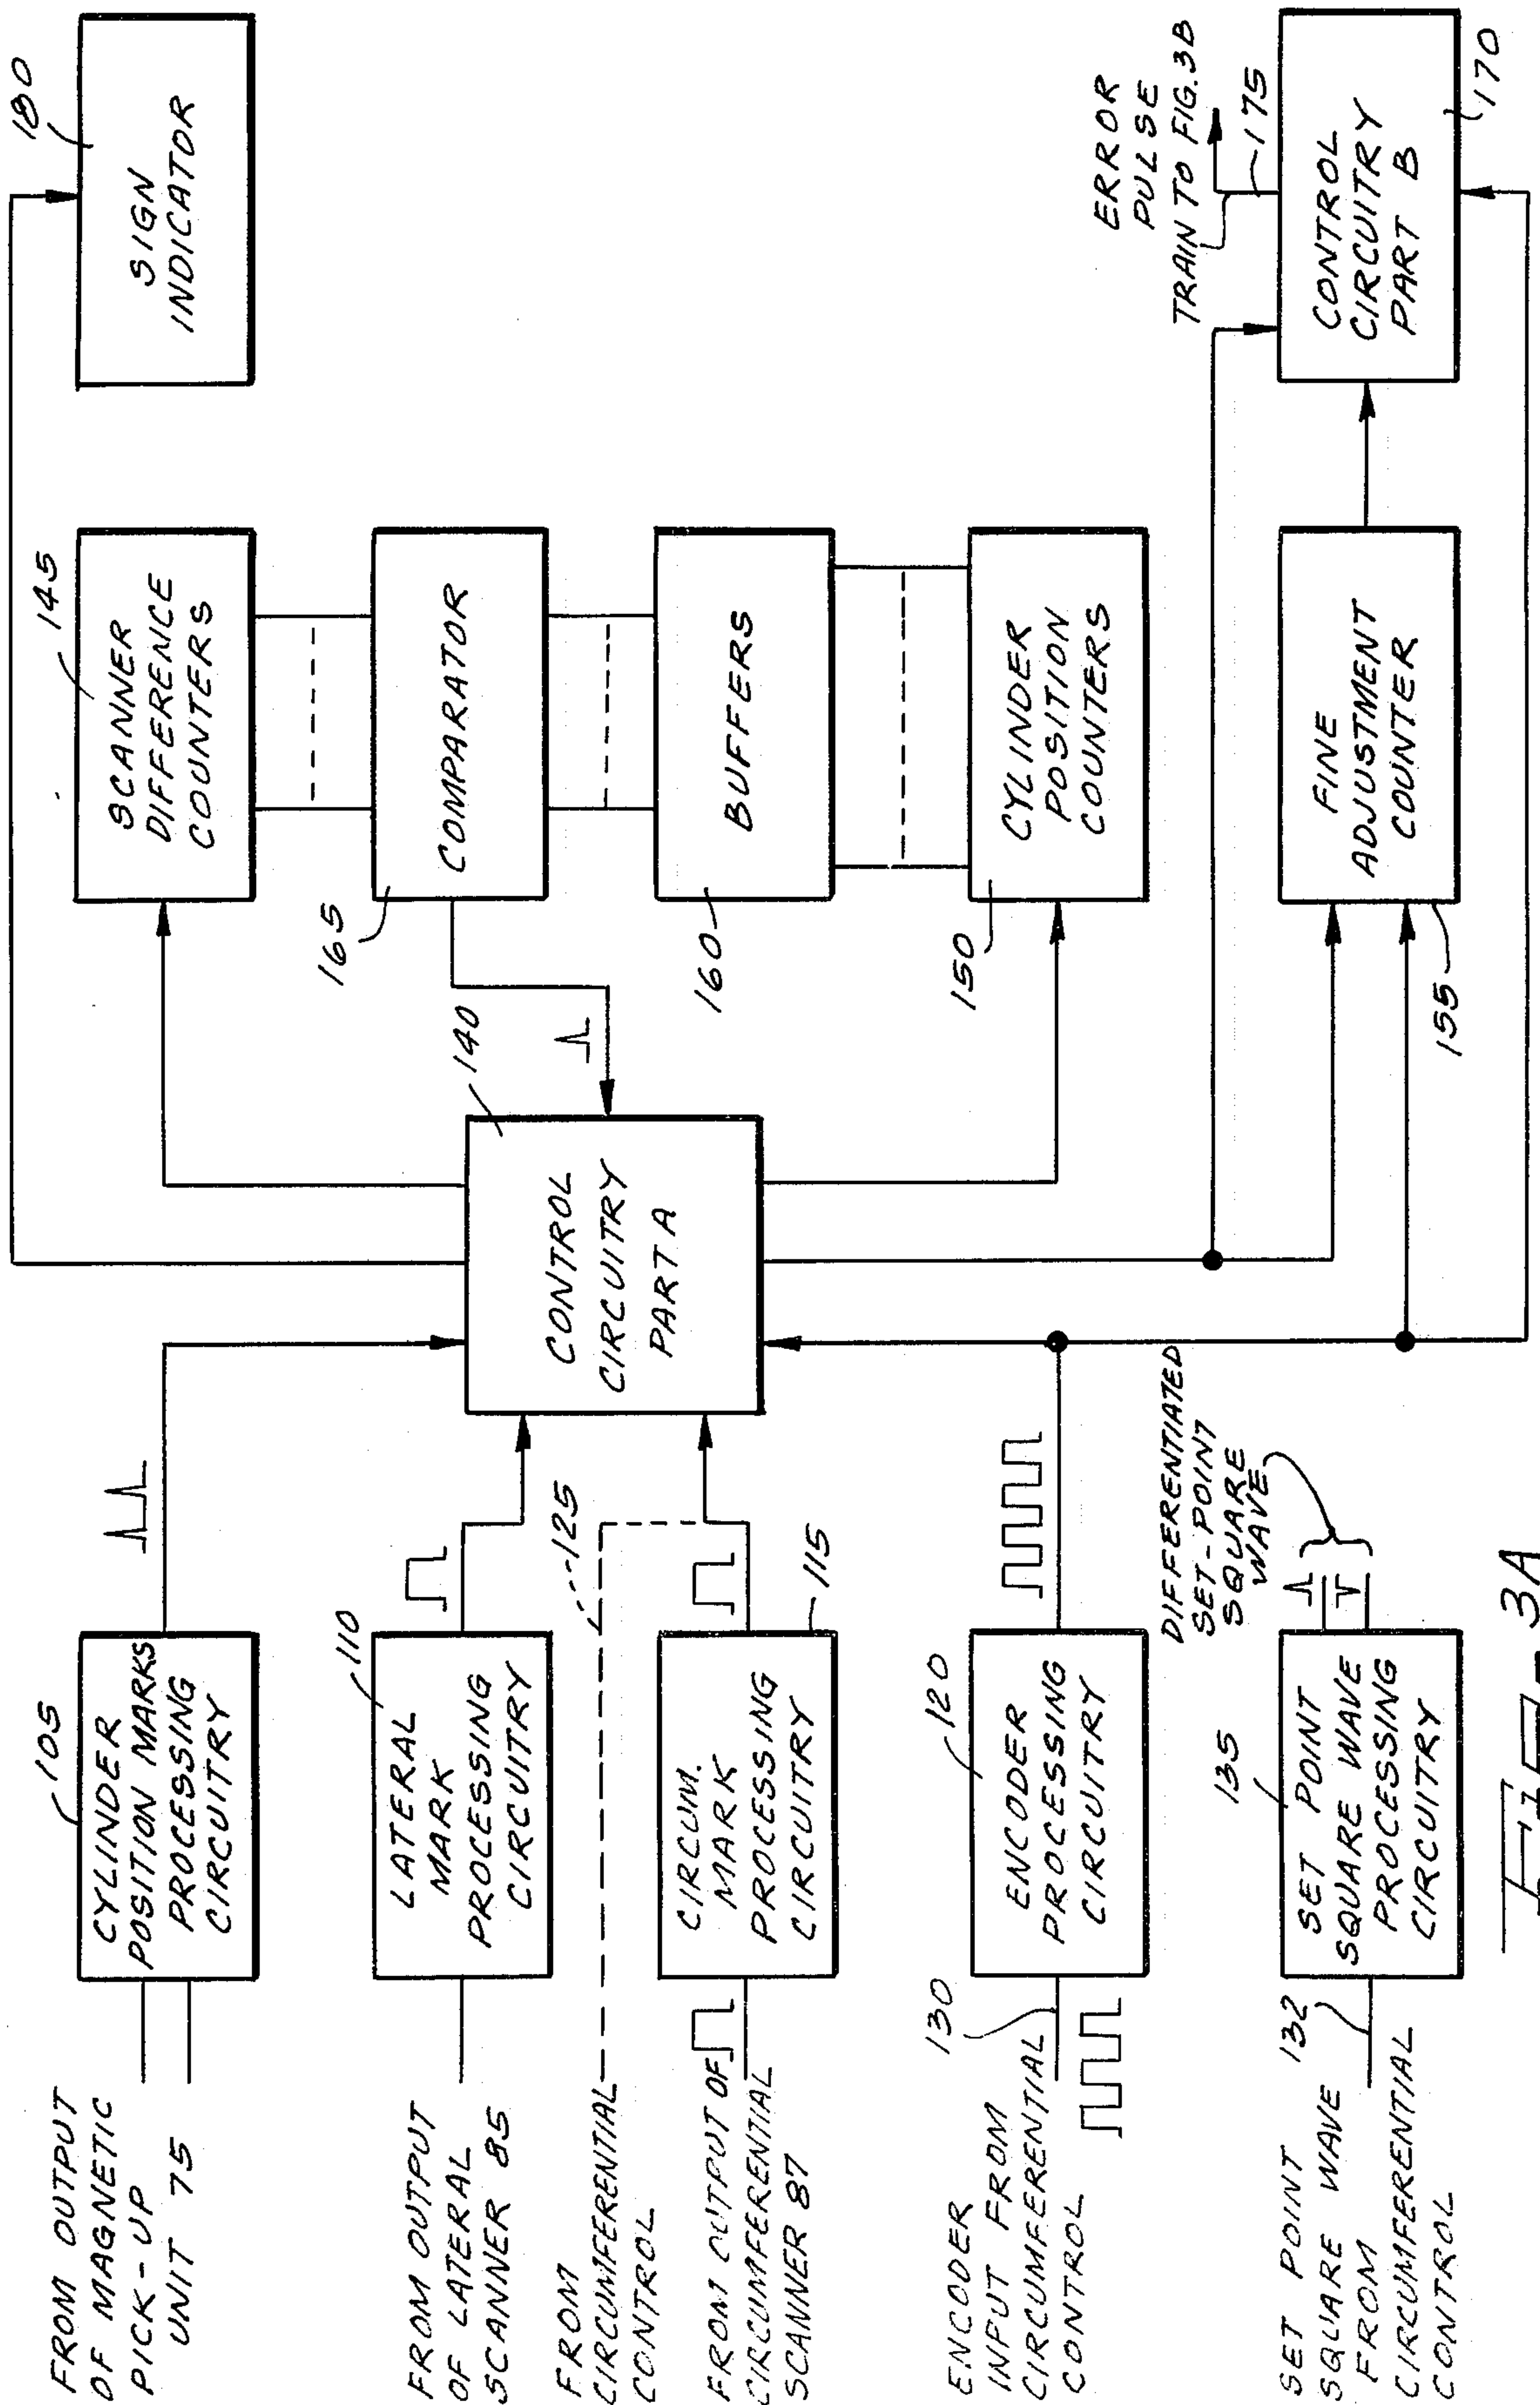 FROM OUTPUT
OF MAGNETIC
PICK-UP
UNIT 75
105
CYLINDER
POSITION MARKS
PROCESSING
CIRCUITRY
FROM OUTPUT
OF LATERAL
SCANNER 85
110
LATERAL
MARK
PROCESSING
CIRCUITRY
FROM
CIRCUMFERENTIAL
CONTROL
125
FROM OUTPUT OF
CIRCUMFERENTIAL
SCANNER 87
115
CIRCUM.
MARK
PROCESSING
CIRCUITRY
ENCODER
INPUT FROM
CIRCUMFERENTIAL
CONTROL
130
120
ENCODER
PROCESSING
CIRCUITRY
SET POINT
SQUARE WAVE
FROM
CIRCUMFERENTIAL
CONTROL
132
135
SET POINT
SQUARE WAVE
PROCESSING
CIRCUITRY
DIFFERENTIATED
SET-POINT
SQUARE
WAVE
140
CONTROL
CIRCUITRY
PART A
145
SCANNER
DIFFERENCE
COUNTERS
165
COMPARATOR
160
BUFFERS
150
CYLINDER
POSITION
COUNTERS
155
FINE
ADJUSTMENT
COUNTER
180
SIGN
INDICATOR
ERROR
PULSE
TRAIN TO FIG. 3B
175
CONTROL
CIRCUITRY
PART B
170
Fig. 3A